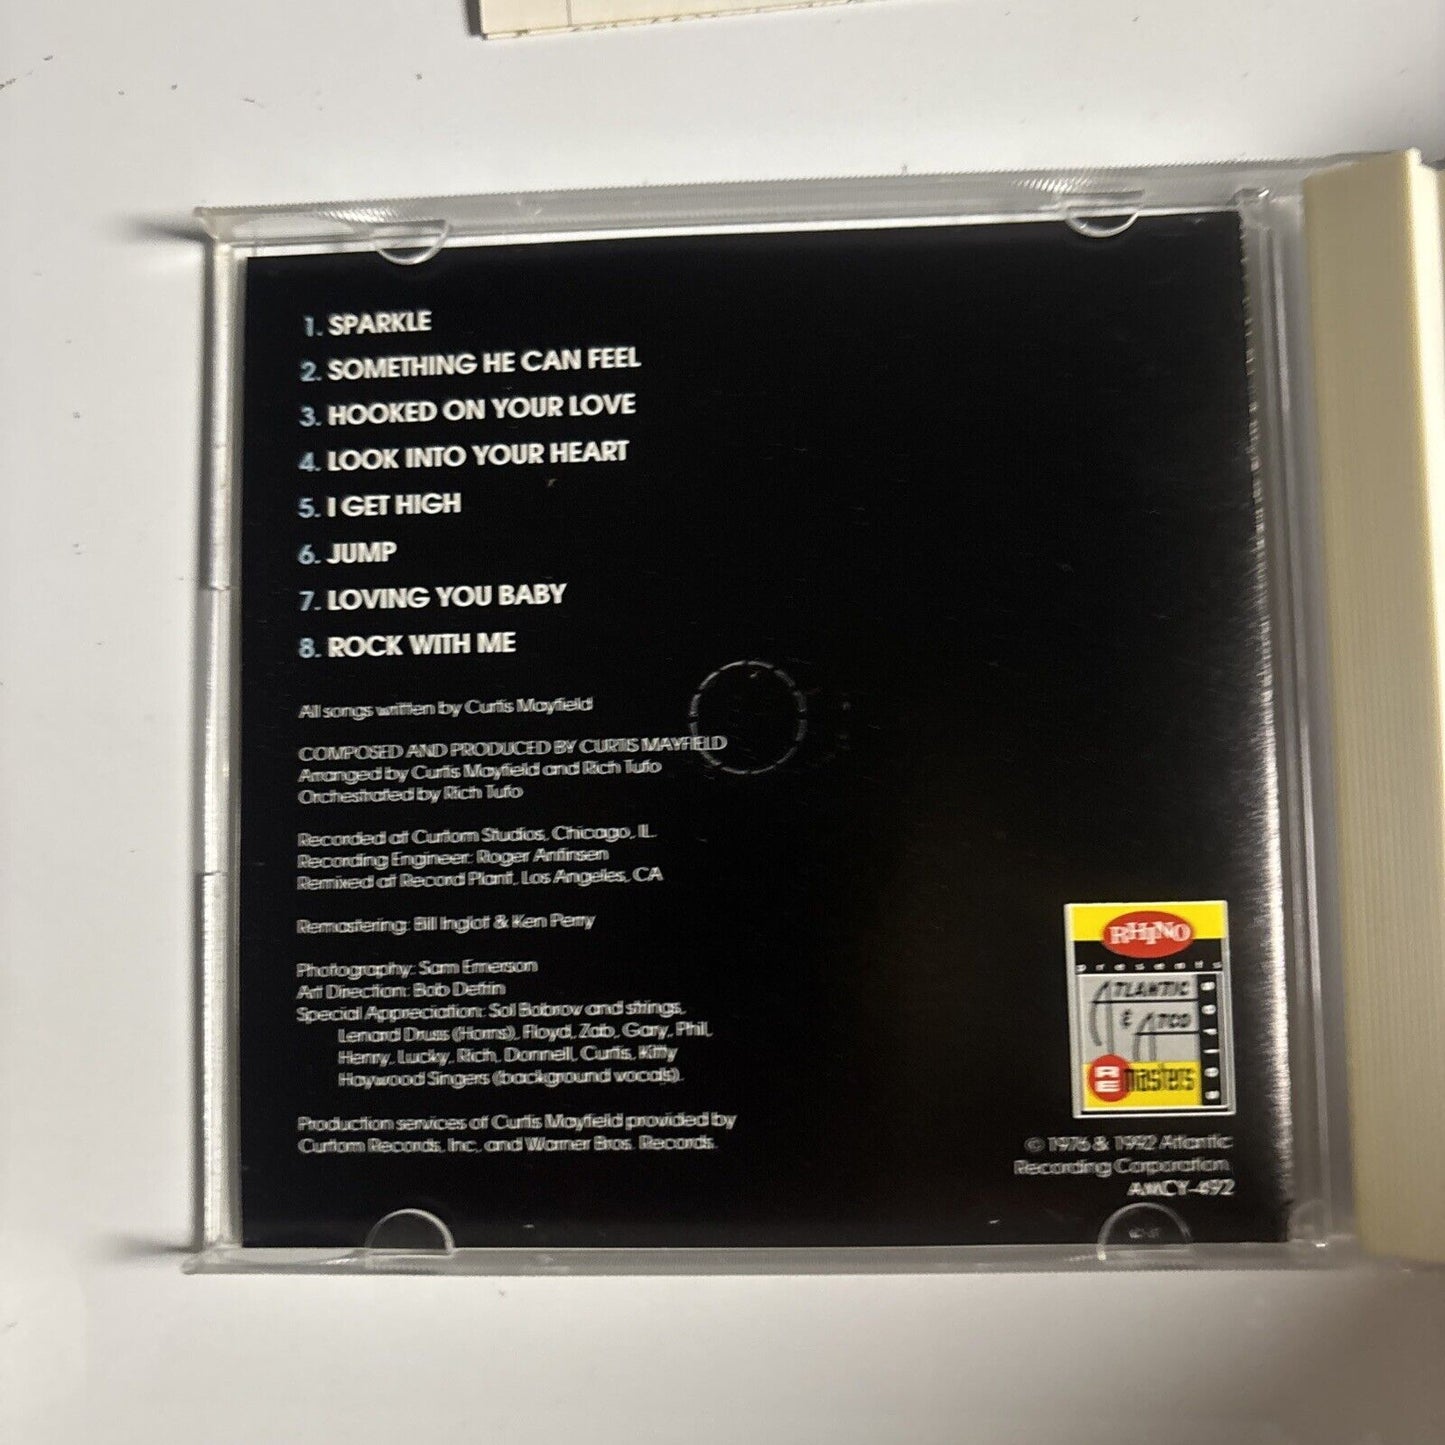 1. SPARKLE
2. SOMETHING HE CAN FEEL
3. HOOKED ON YOUR LOVE
4. LOOK INTO YOUR HEART
5. I GET HIGH
6. JUMP
7. LOVING YOU BABY
8. ROCK WITH ME
All songs written by Curtis Mayfield
COMPOSED AND PRODUCED BY CURTIS MAYFIELD
Arranged by Curtis Mayfield and Rich Tufo
Orchestrated by Rich Tufo
Recorded at Curtom Studios, Chicago, IL.
Recording Engineer: Roger Anfinsen
Remixed at Record Plant, Los Angeles, CA
Remastering: Bill Inglot & Ken Perry
Photography: Sam Emerson
Art Direction: Bob Defrin
Special Appreciation: Sol Bobrov and strings,
Lenard Druss (Horns), Floyd, Zab, Gary, Phil,
Henry, Lucky, Rich, Donnell, Curtis, Kitty
Haywood Singers (background vocals).
Production services of Curtis Mayfield provided by
Curtom Records, Inc., and Warner Bros. Records.
RHINO
presents
ATLANTIC
& ATCO
REmasters
series
© 1976 & 1992 Atlantic
Recording Corporation
AMCY-492